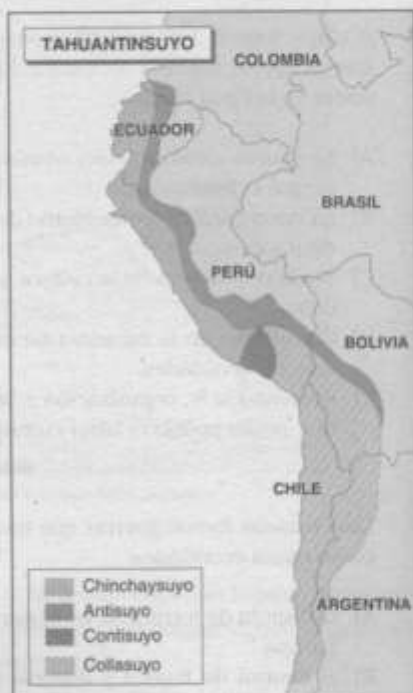 TAHUANTINSUYO
COLOMBIA
ECUADOR
BRASIL
PERÚ
BOLIVIA
CHILE
ARGENTINA
Chinchaysuyo
Antisuyo
Contisuyo
Collasuyo